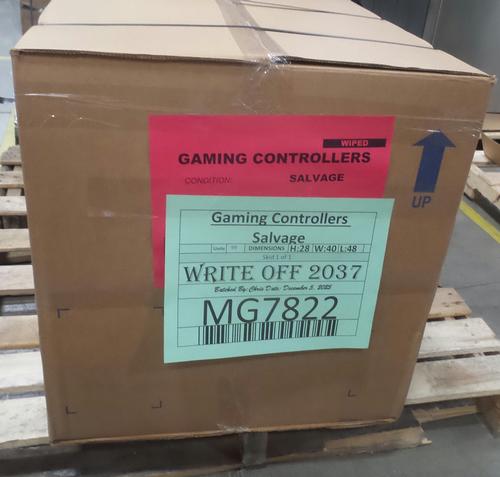 WIPED
GAMING CONTROLLERS
CONDITION: SALVAGE
UP
Gaming Controllers
Salvage
Units DIMENSIONS H:28 W:40 L:48
Skid 1 of 1
WRITE OFF 2037
Batched By: Chris Date: December 5, 2025
MG7822